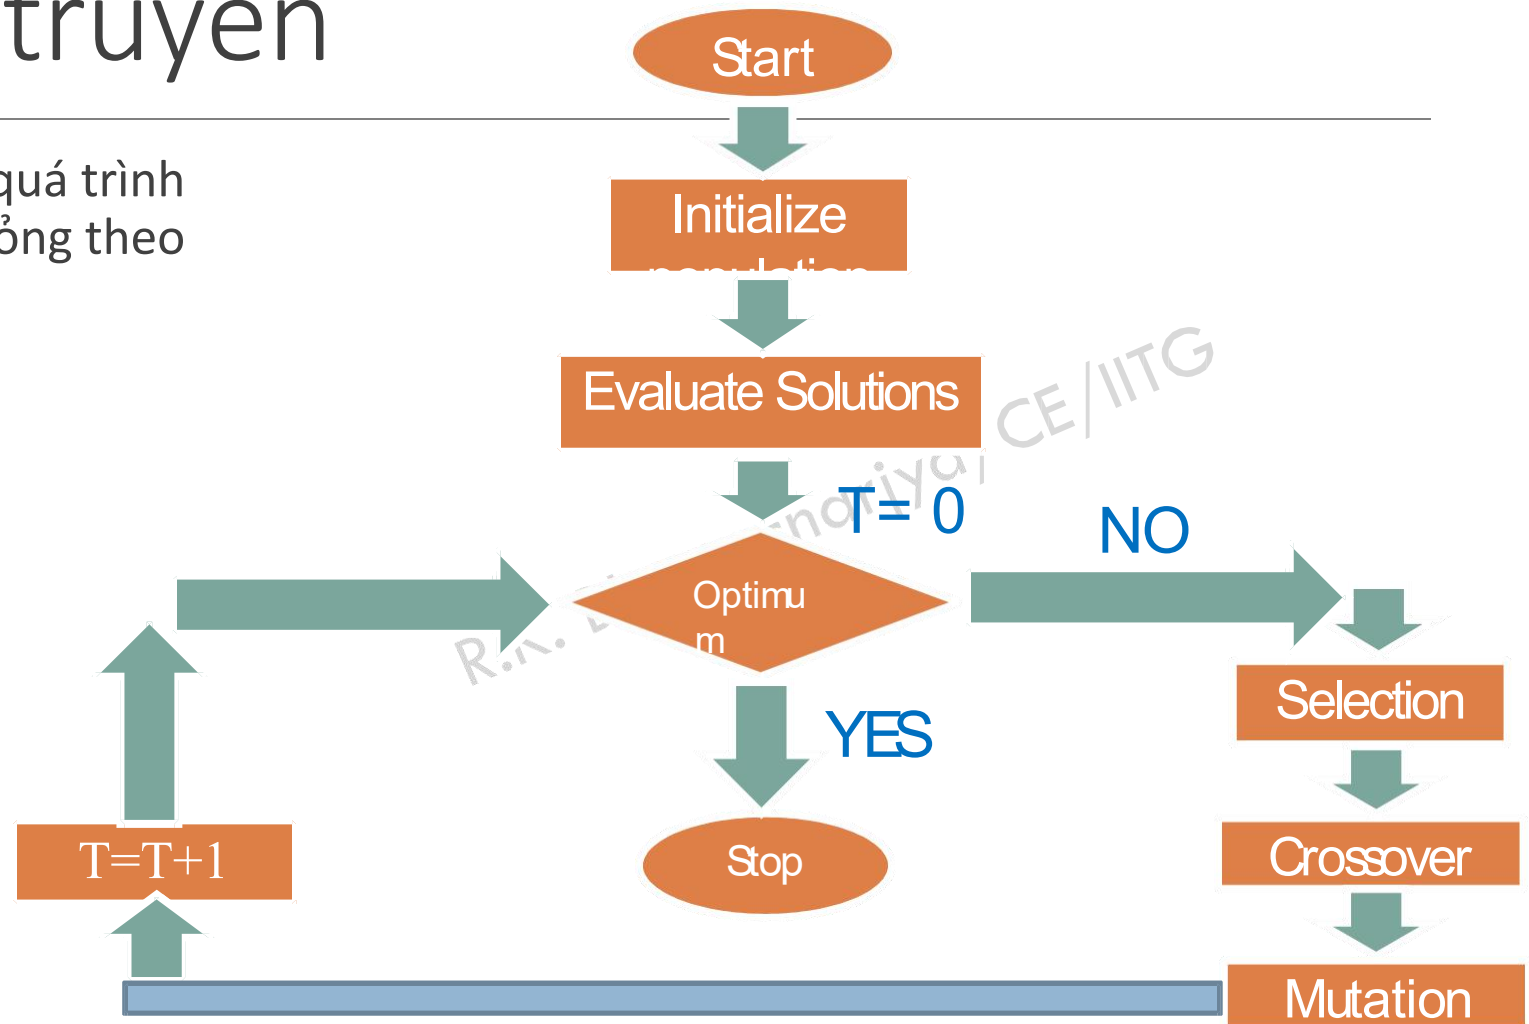 truyền
quá trình
ỏng theo
Start
Initialize
population
Evaluate Solutions
T= 0
NO
Optimu
m
YES
Selection
Crossover
Mutation
T=T+1
Stop
R.K.
CE/IITG